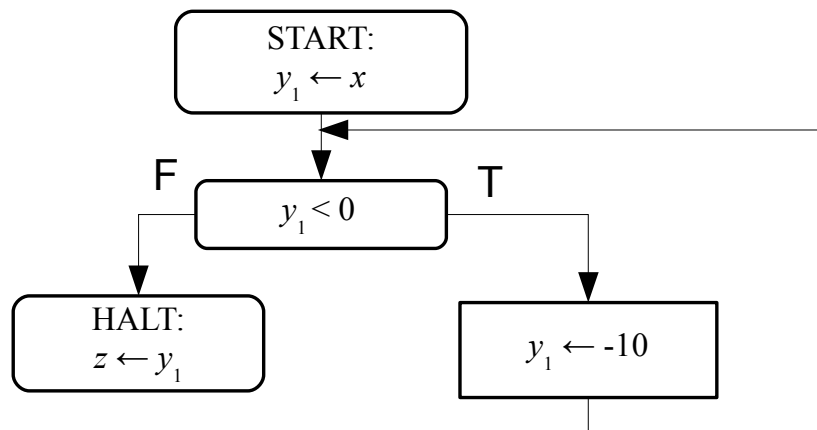 START:
y₁ ← x
F
T
y₁ < 0
HALT:
z ← y₁
y₁ ← -10